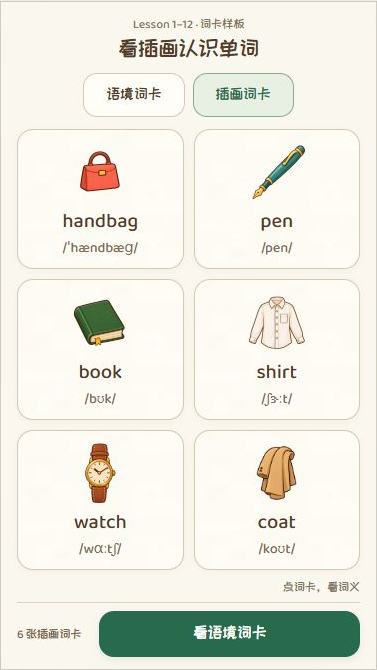 Lesson 1–12 · 词卡样板
看插画认识单词
语境词卡 插画词卡
handbag pen
/ˈhændbæɡ/ /pen/
book shirt
/bʊk/ /ʃɝːt/
watch coat
/wɑːtʃ/ /koʊt/
点词卡，看词义
6 张插画词卡 看语境词卡